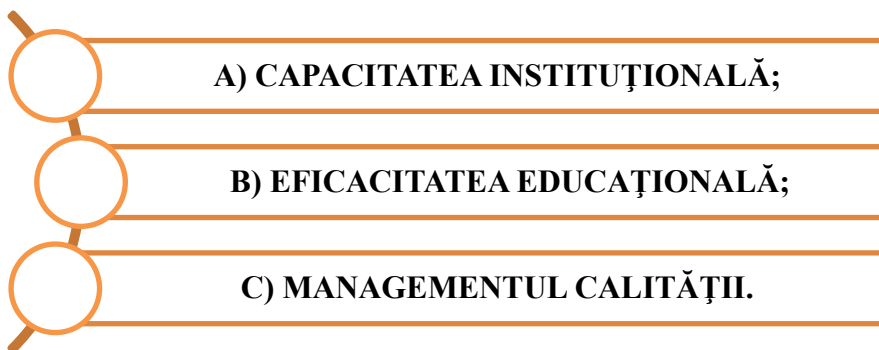 A) CAPACITATEA INSTITUŢIONALĂ;
B) EFICACITATEA EDUCAŢIONALĂ;
C) MANAGEMENTUL CALITĂŢII.